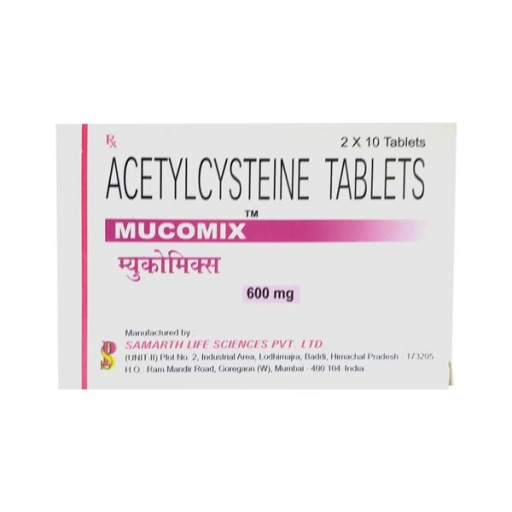 Rx
2 X 10 Tablets
ACETYLCYSTEINE TABLETS
MUCOMIX™
म्युकोमिक्स
600 mg
Manufactured by :
SAMARTH LIFE SCIENCES PVT. LTD.
(UNIT-II) Plot No. 2, Industrial Area, Lodhimajra, Baddi, Himachal Pradesh - 173205
H.O.: Ram Mandir Road, Goregaon (W), Mumbai - 400 104 India